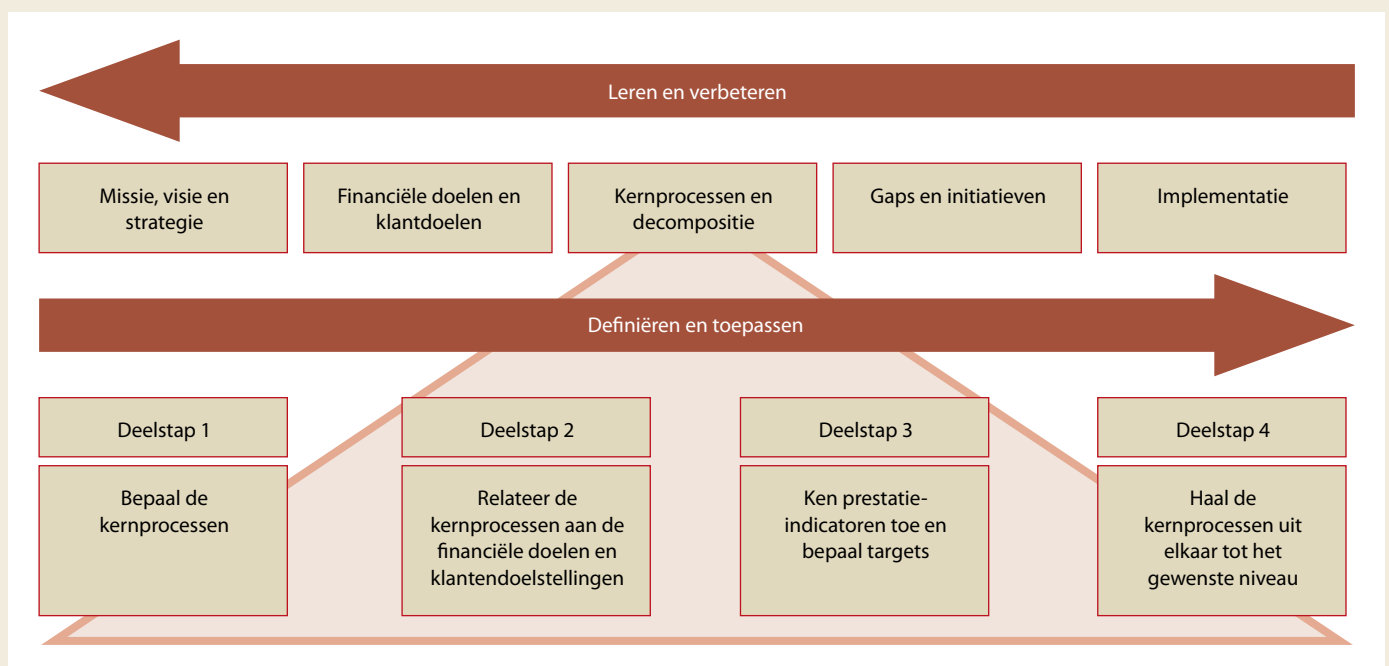 Leren en verbeteren
Missie, visie en
strategie
Financiële doelen en
klantdoelen
Kernprocessen en
decompositie
Gaps en initiatieven
Implementatie
Definiëren en toepassen
Deelstap 1
Bepaal de
kernprocessen
Deelstap 2
Relateer de
kernprocessen aan de
financiële doelen en
klantendoelstellingen
Deelstap 3
Ken prestatie-
indicatoren toe en
bepaal targets
Deelstap 4
Haal de
kernprocessen uit
elkaar tot het
gewenste niveau